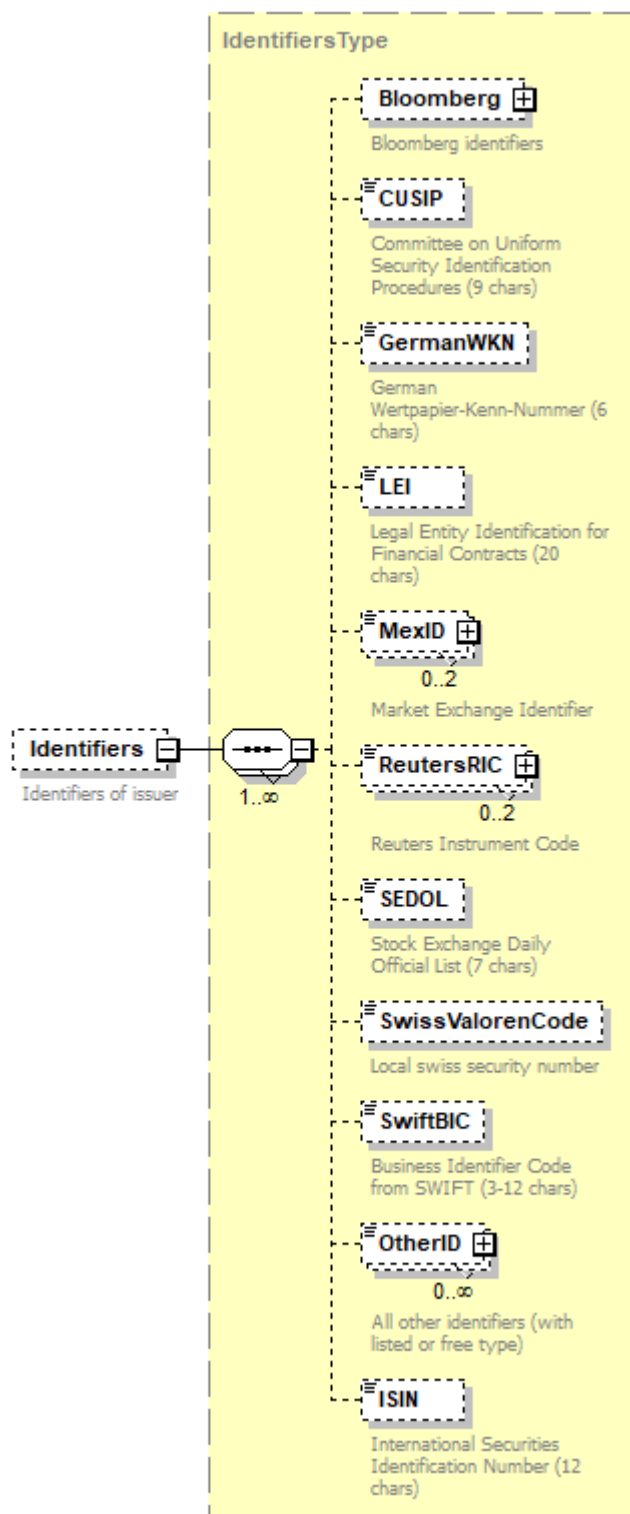 IdentifiersType
Bloomberg
Bloomberg identifiers
CUSIP
Committee on Uniform
Security Identification
Procedures (9 chars)
GermanWKN
German
Wertpapier-Kenn-Nummer (6
chars)
LEI
Legal Entity Identification for
Financial Contracts (20
chars)
MexID
0..2
Market Exchange Identifier
Identifiers
Identifiers of issuer
1..∞
ReutersRIC
0..2
Reuters Instrument Code
SEDOL
Stock Exchange Daily
Official List (7 chars)
SwissValorenCode
Local swiss security number
SwiftBIC
Business Identifier Code
from SWIFT (3-12 chars)
OtherID
0..∞
All other identifiers (with
listed or free type)
ISIN
International Securities
Identification Number (12
chars)